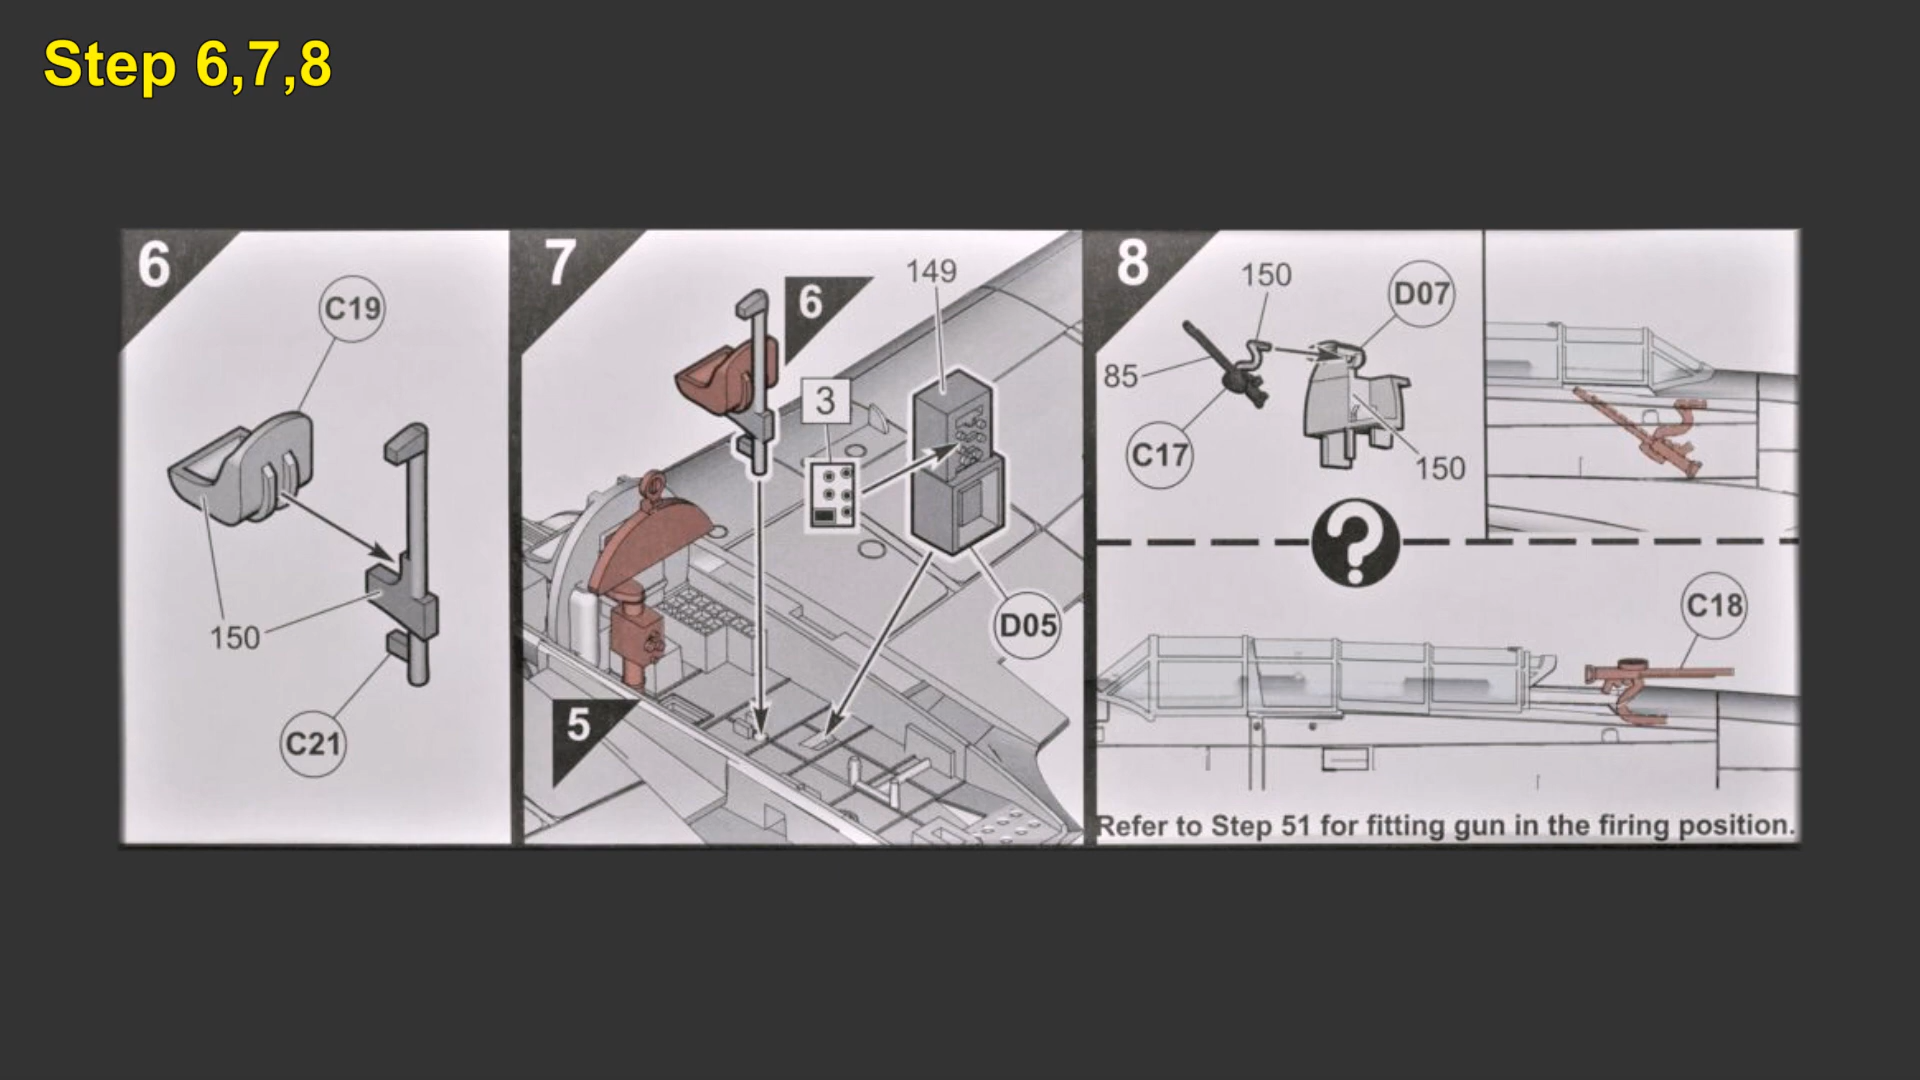 Step 6,7,8
6
C19
150
C21
7
6
149
3
D05
5
8
150
D07
85
C17
150
?
C18
Refer to Step 51 for fitting gun in the firing position.